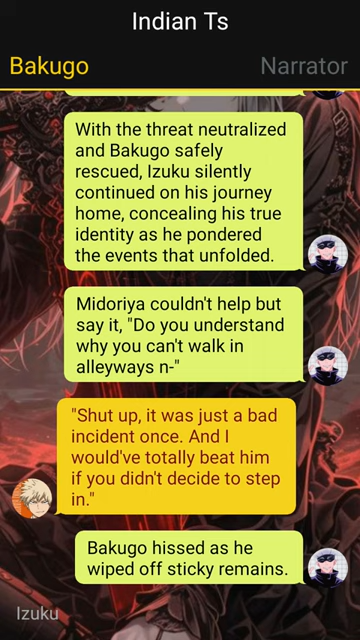 Indian Ts
Bakugo
Narrator
With the threat neutralized
and Bakugo safely
rescued, Izuku silently
continued on his journey
home, concealing his true
identity as he pondered
the events that unfolded.
Midoriya couldn't help but
say it, "Do you understand
why you can't walk in
alleyways n-"
"Shut up, it was just a bad
incident once. And I
would've totally beat him
if you didn't decide to step
in."
Bakugo hissed as he
wiped off sticky remains.
Izuku